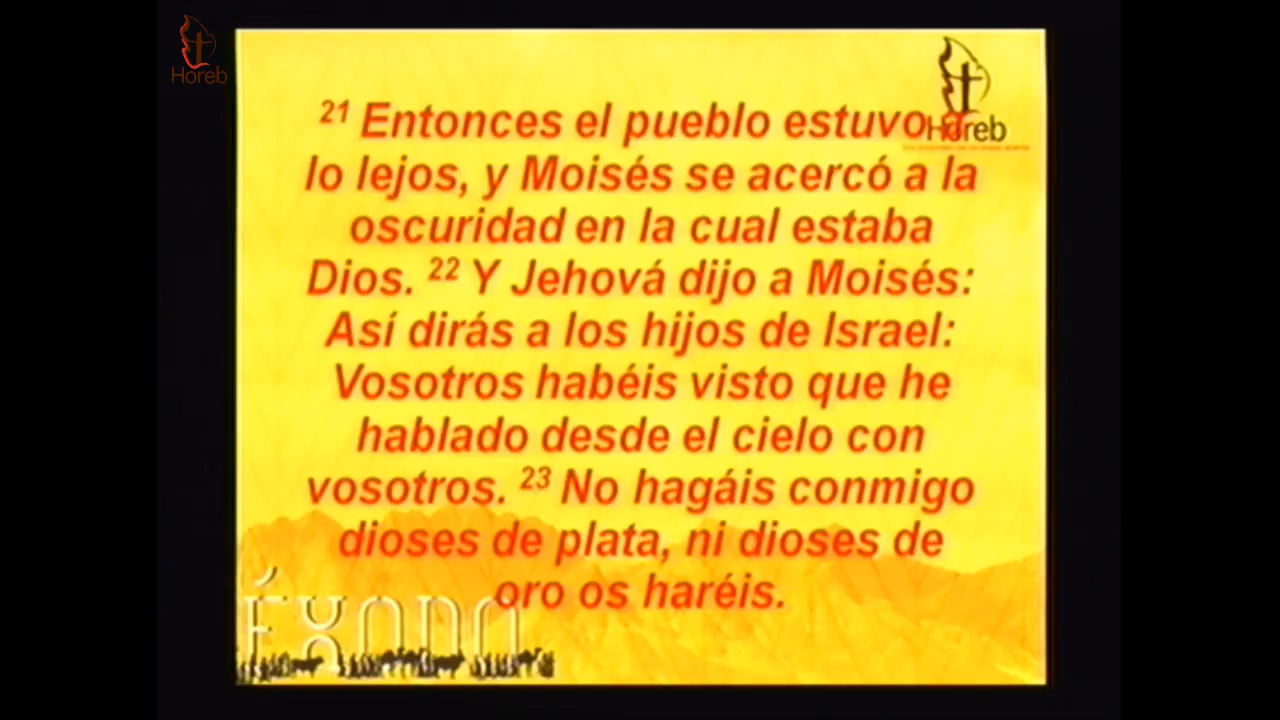 Horeb
Horeb
21 Entonces el pueblo estuvo a
lo lejos, y Moisés se acercó a la
oscuridad en la cual estaba
Dios. 22 Y Jehová dijo a Moisés:
Así dirás a los hijos de Israel:
Vosotros habéis visto que he
hablado desde el cielo con
vosotros. 23 No hagáis conmigo
dioses de plata, ni dioses de
oro os haréis.
ÉXODO